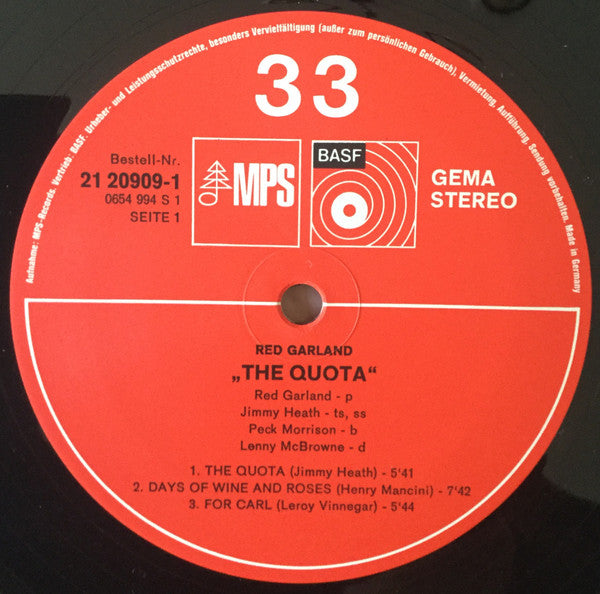 Aufnahme: MPS-Records. Vertrieb: BASF. Urheber- und Leistungsschutzrechte, besonders Vervielfältigung (außer zum persönlichen Gebrauch), Vermietung, Aufführung, Sendung vorbehalten. Made in Germany
33
Bestell-Nr.
21 20909-1
0654 994 S 1
SEITE 1
MPS
BASF
GEMA
STEREO
RED GARLAND
„THE QUOTA“
Red Garland - p
Jimmy Heath - ts, ss
Peck Morrison - b
Lenny McBrowne - d
1. THE QUOTA (Jimmy Heath) - 5'41
2. DAYS OF WINE AND ROSES (Henry Mancini) - 7'42
3. FOR CARL (Leroy Vinnegar) - 5'44